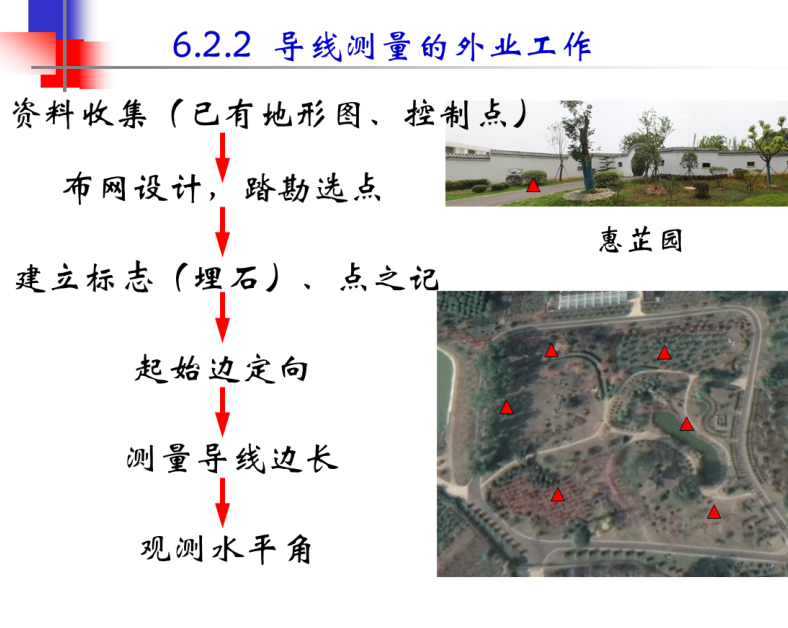 6.2.2 导线测量的外业工作
资料收集（已有地形图、控制点）
布网设计，踏勘选点
惠芷园
建立标志（埋石）、点之记
起始边定向
测量导线边长
观测水平角